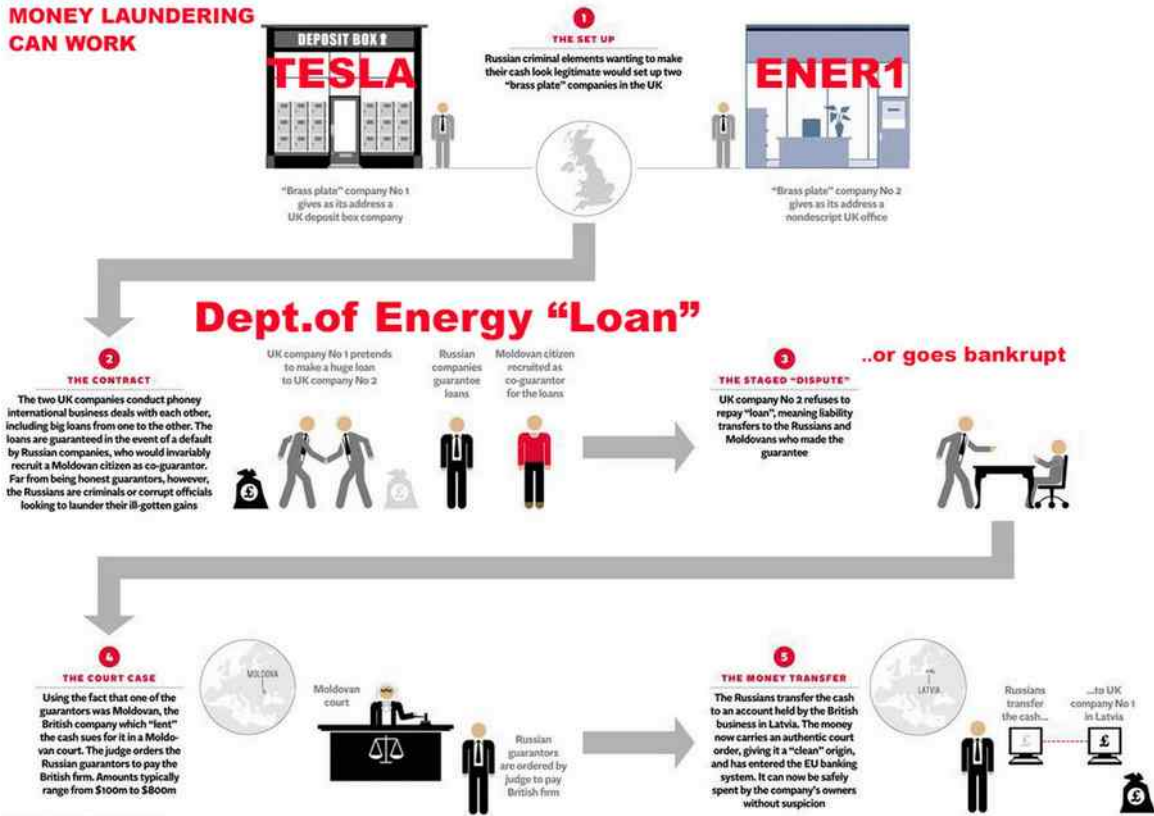 MONEY LAUNDERING
CAN WORK
DEPOSIT BOX
TESLA
1
THE SET UP
Russian criminal elements wanting to make
their cash look legitimate would set up two
"brass plate" companies in the UK
ENER1
"Brass plate" company No 1
gives as its address a
UK deposit box company
"Brass plate" company No 2
gives as its address a
nondescript UK office
Dept.of Energy “Loan”
2
THE CONTRACT
The two UK companies conduct phoney
international business deals with each other,
including big loans from one to the other. The
loans are guaranteed in the event of a default
by Russian companies, who would invariably
recruit a Moldovan citizen as co-guarantor.
Far from being honest guarantors, however,
the Russians are criminals or corrupt officials
looking to launder their ill-gotten gains
UK company No 1 pretends
to make a huge loan
to UK company No 2
£
£
Russian
companies
guarantee
loans
Moldovan citizen
recruited as
co-guarantor
for the loans
3
THE STAGED "DISPUTE"
UK company No 2 refuses to
repay "loan", meaning liability
transfers to the Russians and
Moldovans who made the
guarantee
..or goes bankrupt
4
THE COURT CASE
Using the fact that one of the
guarantors was Moldovan, the
British company which "lent"
the cash sues for it in a Moldo-
van court. The judge orders the
Russian guarantors to pay the
British firm. Amounts typically
range from $100m to $800m
MOLDOVA
Moldovan
court
Russian
guarantors
are ordered by
judge to pay
British firm
5
THE MONEY TRANSFER
The Russians transfer the cash
to an account held by the British
business in Latvia. The money
now carries an authentic court
order, giving it a "clean" origin,
and has entered the EU banking
system. It can now be safely
spent by the company's owners
without suspicion
LATVIA
Russians
transfer
the cash...
...to UK
company No 1
in Latvia
£
£
£